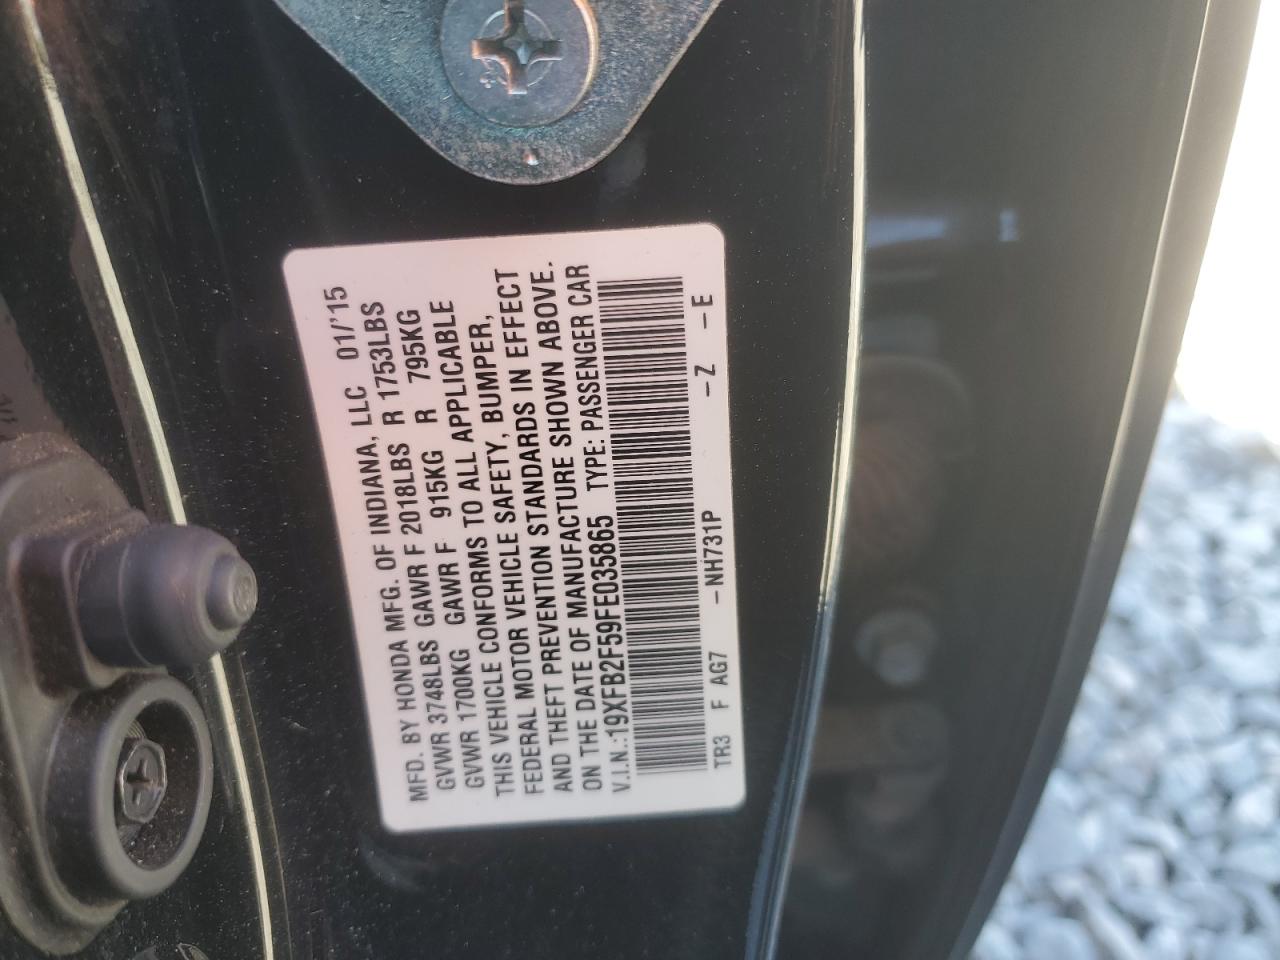 MFD. BY HONDA MFG. OF INDIANA, LLC 01/'15
GVWR 3748LBS GAWR F 2018LBS R 1753LBS
GVWR 1700KG GAWR F 915KG R 795KG
THIS VEHICLE CONFORMS TO ALL APPLICABLE
FEDERAL MOTOR VEHICLE SAFETY, BUMPER,
AND THEFT PREVENTION STANDARDS IN EFFECT
ON THE DATE OF MANUFACTURE SHOWN ABOVE.
V.I.N.:19XFB2F59FE035865 TYPE: PASSENGER CAR
TR3 F AG7 -NH731P -Z -E